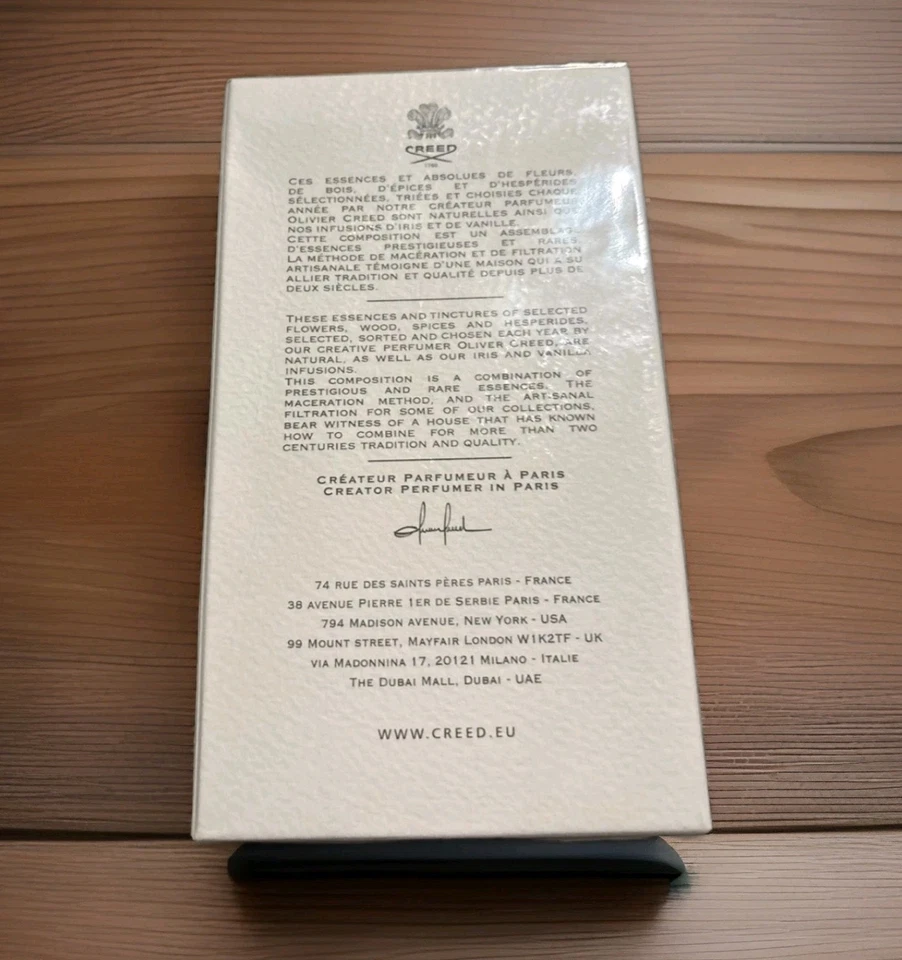 CREED
1760
CES ESSENCES ET ABSOLUES DE FLEURS,
DE BOIS, D'ÉPICES ET D'HESPÉRIDES
SÉLECTIONNÉES, TRIÉES ET CHOISIES CHAQUE
ANNÉE PAR NOTRE CRÉATEUR PARFUMEUR
OLIVIER CREED SONT NATURELLES AINSI QUE
NOS INFUSIONS D'IRIS ET DE VANILLE.
CETTE COMPOSITION EST UN ASSEMBLAGE
D'ESSENCES PRESTIGIEUSES ET RARES.
LA MÉTHODE DE MACÉRATION ET DE FILTRATION
ARTISANALE TÉMOIGNE D'UNE MAISON QUI A SU
ALLIER TRADITION ET QUALITÉ DEPUIS PLUS DE
DEUX SIÈCLES.
THESE ESSENCES AND TINCTURES OF SELECTED
FLOWERS, WOOD, SPICES AND HESPERIDES,
SELECTED, SORTED AND CHOSEN EACH YEAR BY
OUR CREATIVE PERFUMER OLIVER CREED, ARE
NATURAL, AS WELL AS OUR IRIS AND VANILLA
INFUSIONS.
THIS COMPOSITION IS A COMBINATION OF
PRESTIGIOUS AND RARE ESSENCES. THE
MACERATION METHOD, AND THE ARTISANAL
FILTRATION FOR SOME OF OUR COLLECTIONS,
BEAR WITNESS OF A HOUSE THAT HAS KNOWN
HOW TO COMBINE FOR MORE THAN TWO
CENTURIES TRADITION AND QUALITY.
CRÉATEUR PARFUMEUR À PARIS
CREATOR PERFUMER IN PARIS
74 RUE DES SAINTS PÈRES PARIS - FRANCE
38 AVENUE PIERRE 1ER DE SERBIE PARIS - FRANCE
794 MADISON AVENUE, NEW YORK - USA
99 MOUNT STREET, MAYFAIR LONDON W1K2TF - UK
VIA MADONNINA 17, 20121 MILANO - ITALIE
THE DUBAI MALL, DUBAI - UAE
WWW.CREED.EU